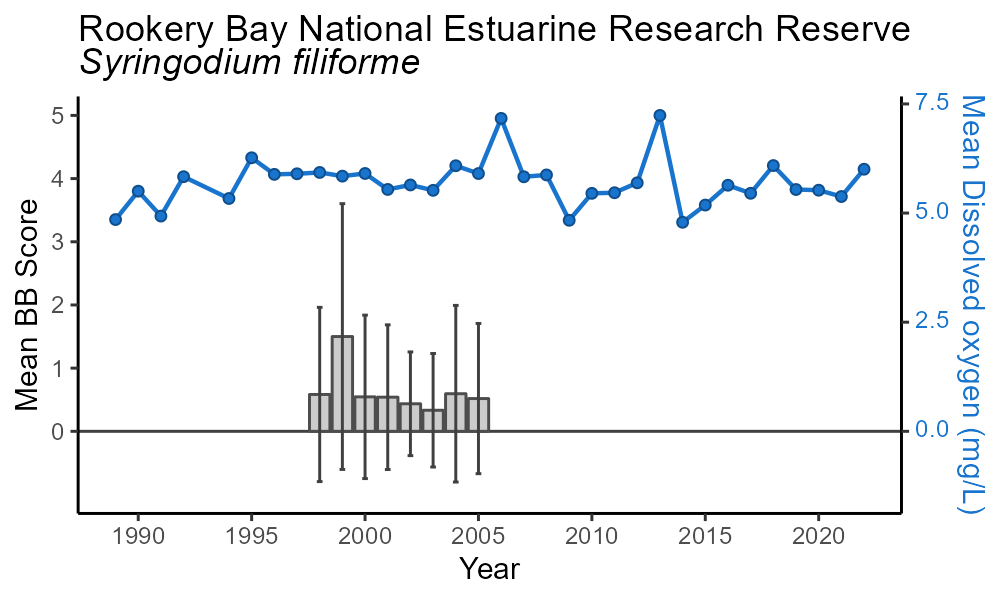 Rookery Bay National Estuarine Research Reserve
Syringodium filiforme
Mean BB Score
5
4
3
2
1
0
7.5
5.0
2.5
0.0
Mean Dissolved oxygen (mg/L)
1990 1995 2000 2005 2010 2015 2020
Year